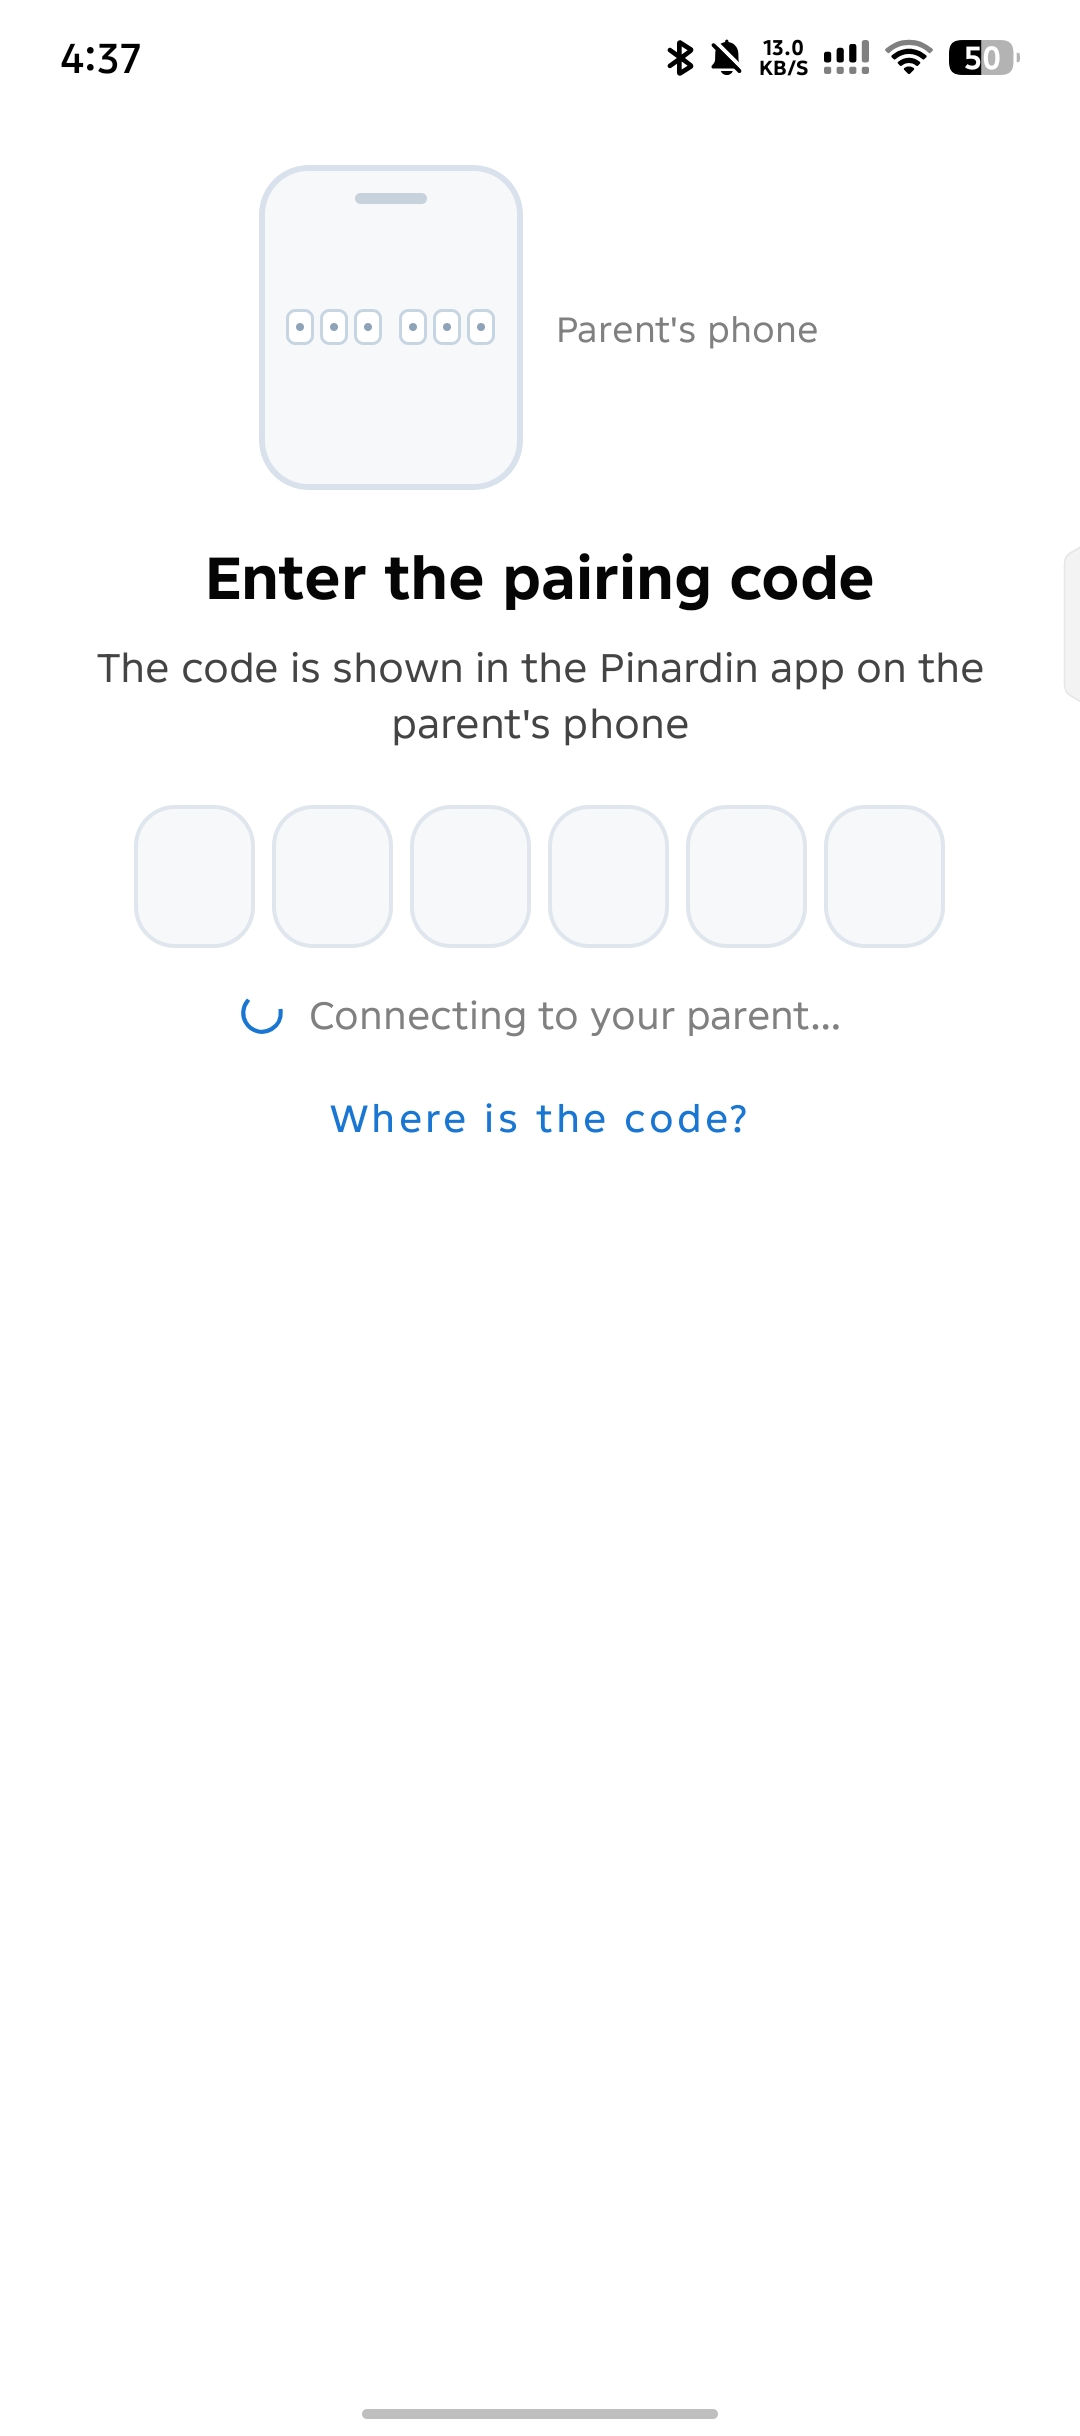 4:37
13.0
KB/S
50
Parent's phone
Enter the pairing code
The code is shown in the Pinardin app on the
parent's phone
Connecting to your parent...
Where is the code?